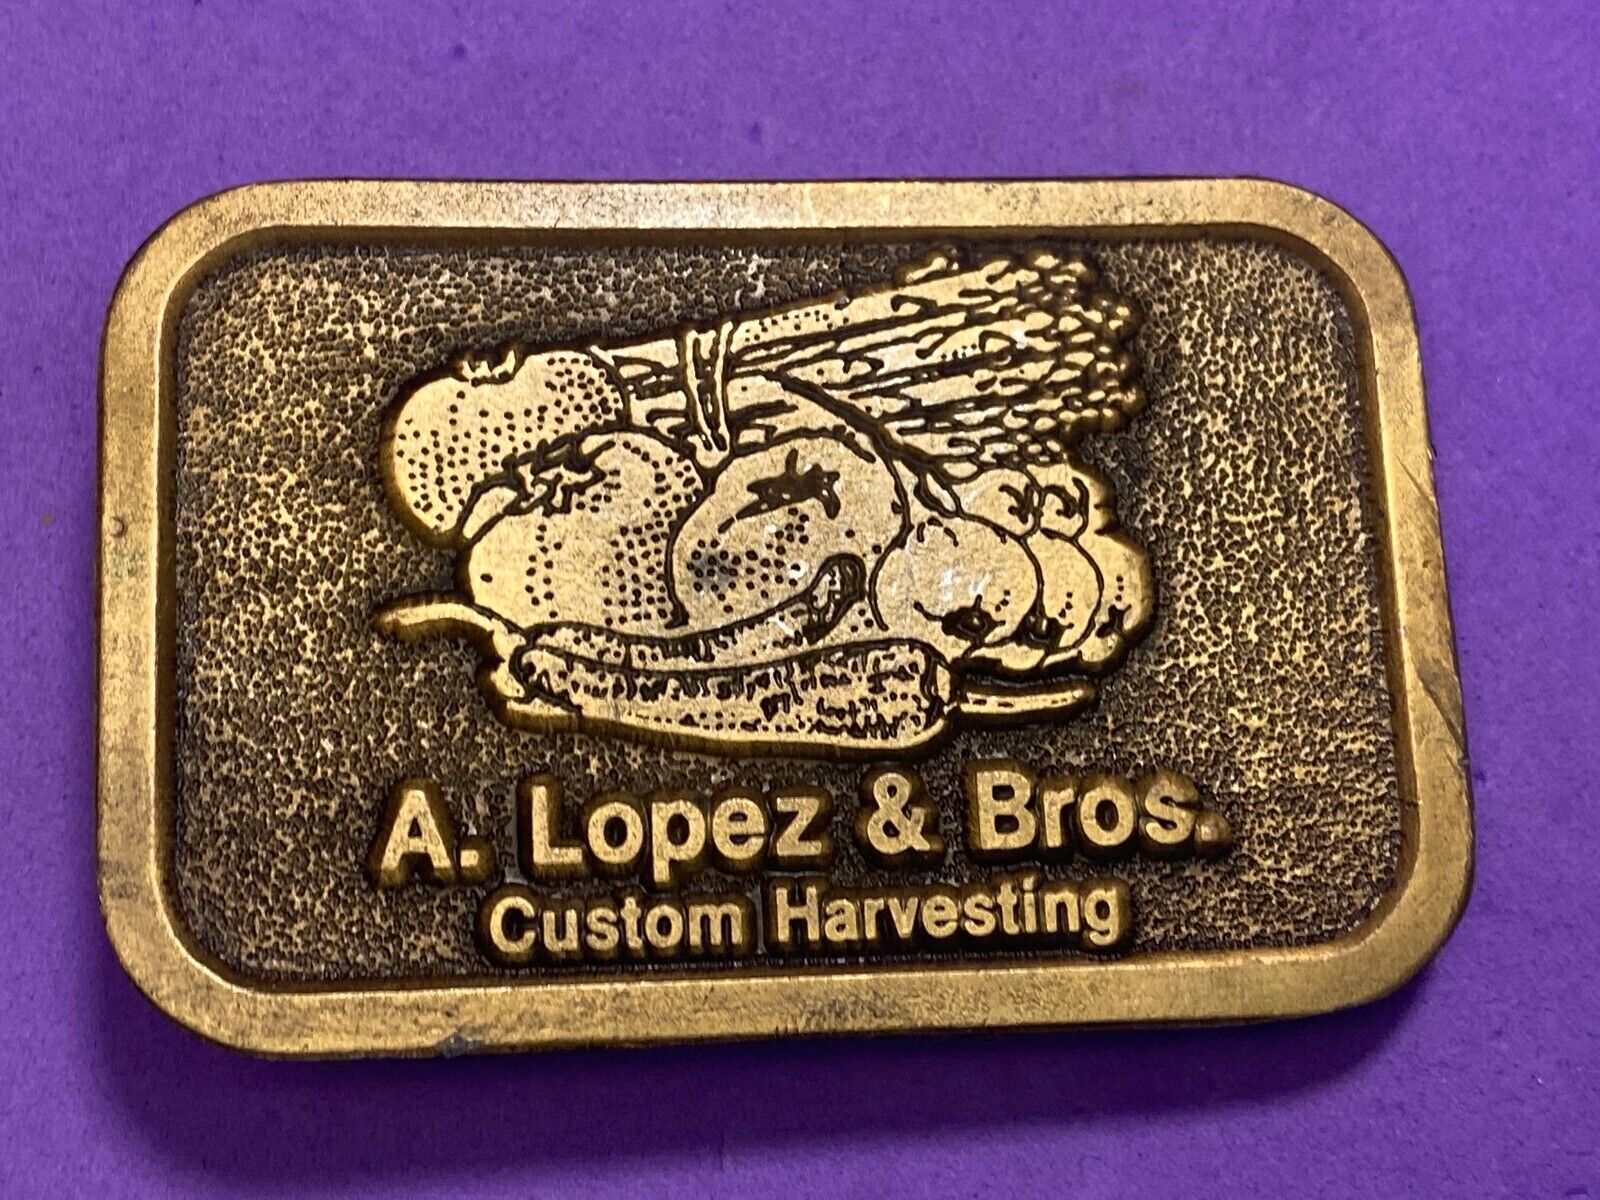 A. Lopez & Bros.
Custom Harvesting